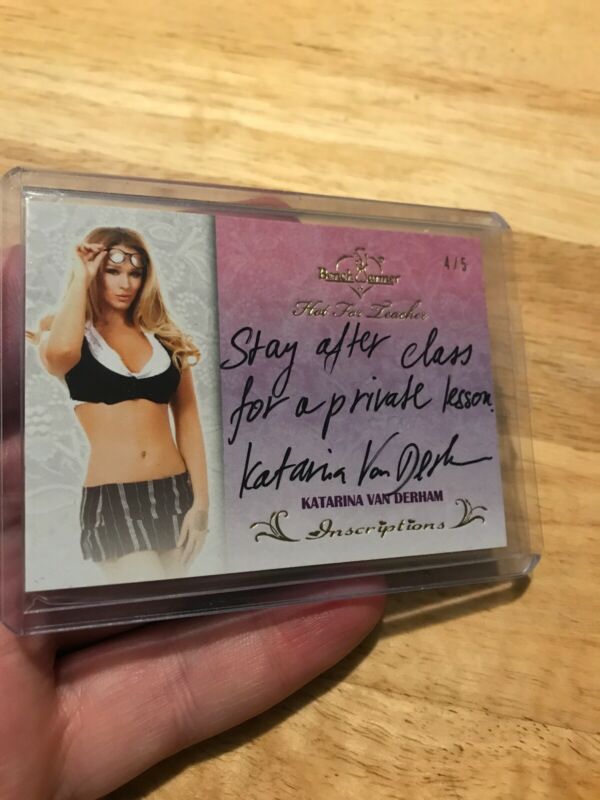 4/5
Bench Warmer
Hot For Teacher
Stay after class
for a private lesson.
Katarina Van Derham
KATARINA VAN DERHAM
Inscriptions